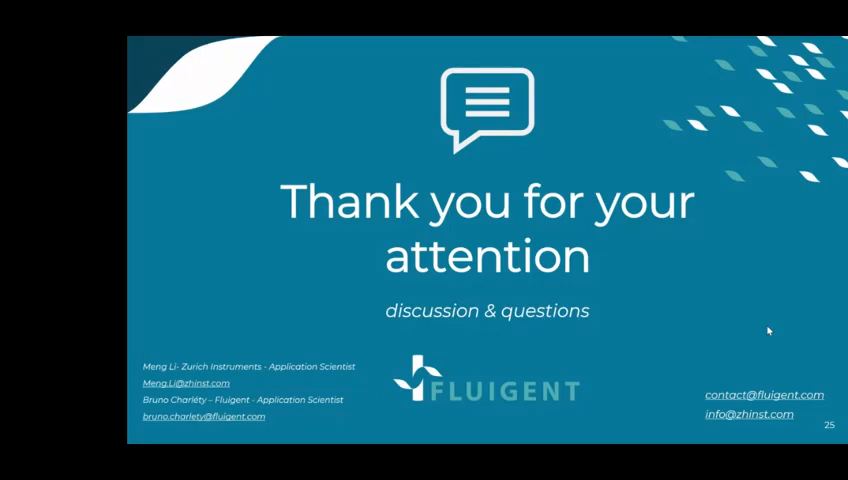 Thank you for your
attention
discussion & questions
Meng Li- Zurich Instruments - Application Scientist
Meng.Li@zhinst.com
Bruno Charléty – Fluigent - Application Scientist
bruno.charlety@fluigent.com
FLUIGENT
contact@fluigent.com
info@zhinst.com
25